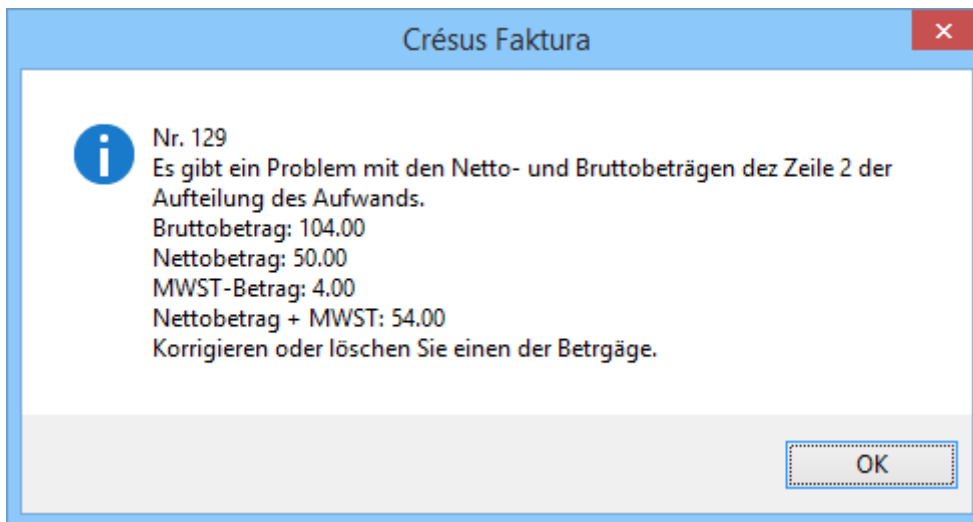 Crésus Faktura
Nr. 129
Es gibt ein Problem mit den Netto- und Bruttobeträgen dez Zeile 2 der
Aufteilung des Aufwands.
Bruttobetrag: 104.00
Nettobetrag: 50.00
MWST-Betrag: 4.00
Nettobetrag + MWST: 54.00
Korrigieren oder löschen Sie einen der Betrgäge.
OK